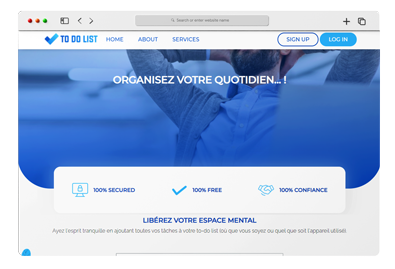 Search or enter website name
TO DO LIST
HOME
ABOUT
SERVICES
SIGN UP
LOG IN
ORGANISEZ VOTRE QUOTIDIEN... !
100% SECURED
100% FREE
100% CONFIANCE
LIBÉREZ VOTRE ESPACE MENTAL
Ayez l'esprit tranquille en ajoutant toutes vos tâches à votre to-do list (où que vous soyez ou quel que soit l'appareil utilisé).